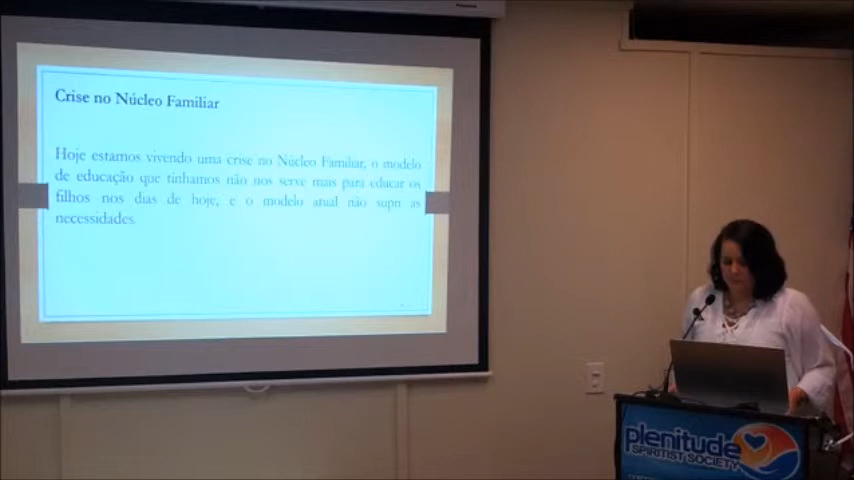 Crise no Núcleo Familiar
Hoje estamos vivendo uma crise no Núcleo Familiar, o modelo
de educação que tínhamos não nos serve mais para educar os
filhos nos dias de hoje, e o modelo atual não supri as
necessidades.
plenitude
SPIRITIST SOCIETY